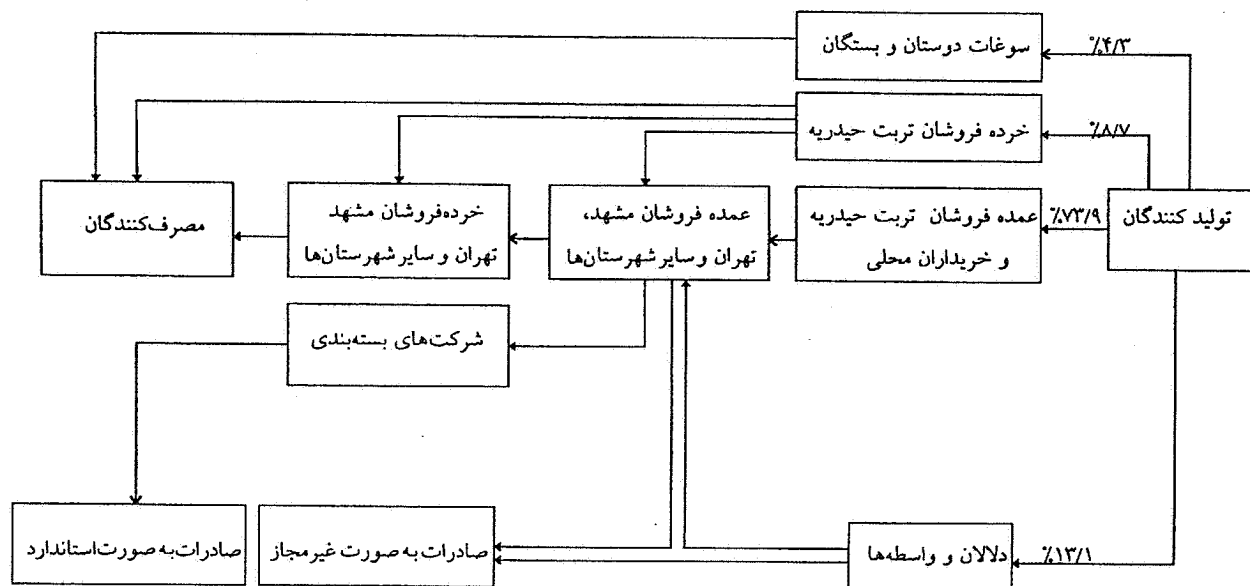 سوغات دوستان و بستگان
٪۴/۳
خرده فروشان تربت حیدریه
٪۸/۷
تولید کنندگان
٪۷۳/۹
عمده فروشان تربت حیدریه
و خریداران محلی
عمده فروشان مشهد،
تهران و سایر شهرستان‌ها
خرده‌فروشان مشهد
تهران و سایر شهرستان‌ها
مصرف‌کنندگان
شرکت‌های بسته‌بندی
٪۱۳/۱
دلالان و واسطه‌ها
صادرات به صورت غیرمجاز
صادرات به صورت استاندارد